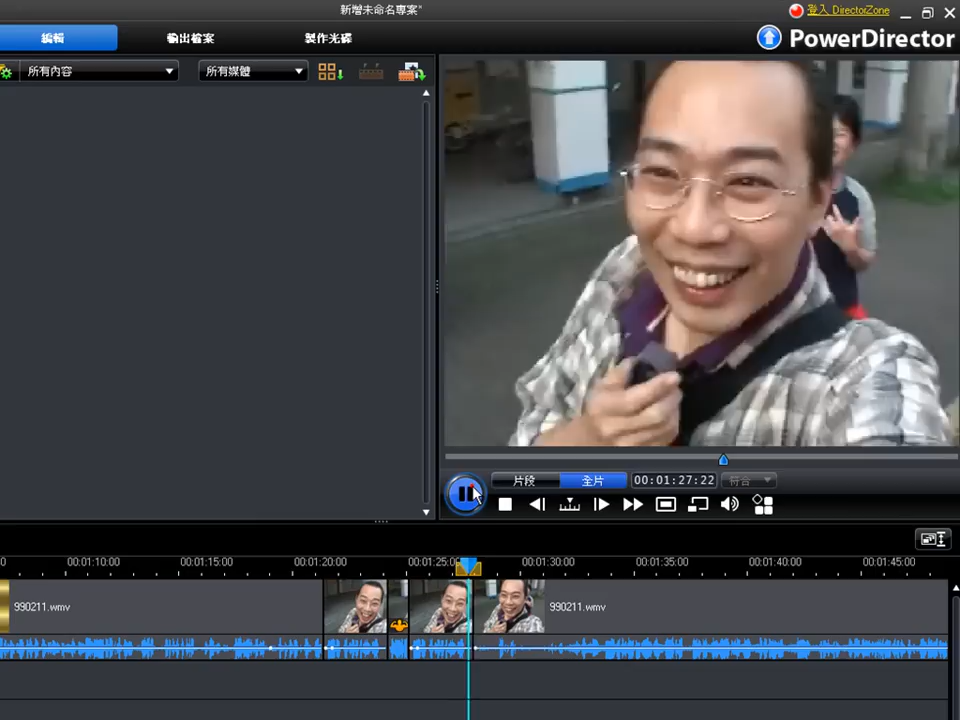 新增未命名專案*
登入 DirectorZone
編輯
輸出檔案
製作光碟
PowerDirector
所有內容
所有媒體
片段
全片
00:01:27:22
符合
00:01:10:00
00:01:15:00
00:01:20:00
00:01:25:00
00:01:30:00
00:01:35:00
00:01:40:00
00:01:45:00
990211.wmv
990211.wmv